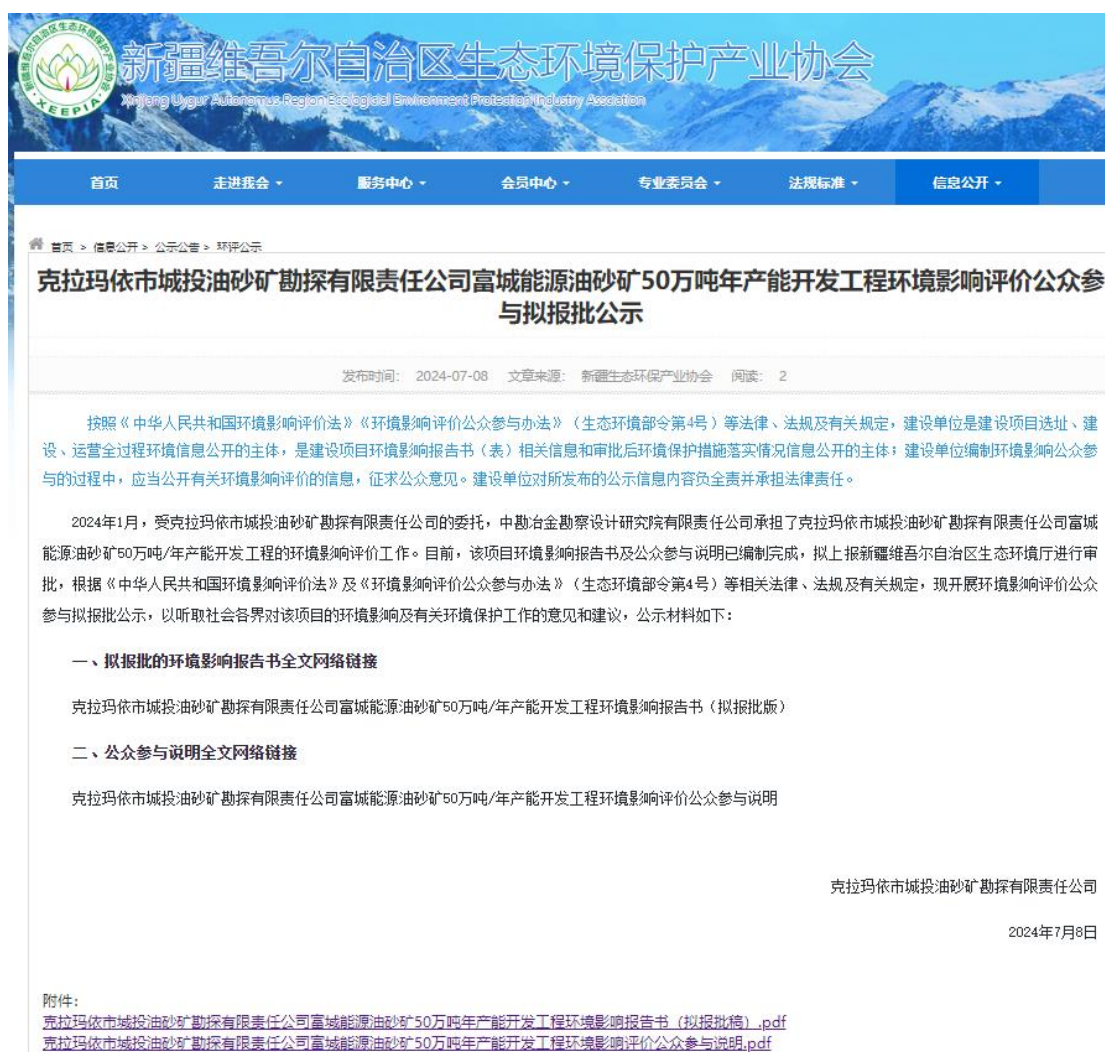 新疆维吾尔自治区生态环境保护产业协会
XEEPIA
首页 走进我会 服务中心 会员中心 专业委员会 法规标准 信息公开
首页 > 信息公开 > 公示公告 > 环评公示
克拉玛依市城投油砂矿勘探有限责任公司富城能源油砂矿50万吨年产能开发工程环境影响评价公众参
与拟报批公示
发布时间: 2024-07-08 文章来源: 新疆生态环保产业协会 阅读: 2
按照《中华人民共和国环境影响评价法》《环境影响评价公众参与办法》(生态环境部令第4号)等法律、法规及有关规定,建设单位是建设项目选址、建
设、运营全过程环境信息公开的主体,是建设项目环境影响报告书(表)相关信息和审批后环境保护措施落实情况信息公开的主体;建设单位编制环境影响公众参
与的过程中,应当公开有关环境影响评价的信息,征求公众意见。建设单位对所发布的公示信息内容负全责并承担法律责任。
2024年1月,受克拉玛依市城投油砂矿勘探有限责任公司的委托,中勘冶金勘察设计研究院有限责任公司承担了克拉玛依市城投油砂矿勘探有限责任公司富城
能源油砂矿50万吨/年产能开发工程的环境影响评价工作。目前,该项目环境影响报告书及公众参与说明已编制完成,拟上报新疆维吾尔自治区生态环境厅进行审
批,根据《中华人民共和国环境影响评价法》及《环境影响评价公众参与办法》(生态环境部令第4号)等相关法律、法规及有关规定,现开展环境影响评价公众
参与拟报批公示,以听取社会各界对该项目的环境影响及有关环境保护工作的意见和建议,公示材料如下:
一、拟报批的环境影响报告书全文网络链接
克拉玛依市城投油砂矿勘探有限责任公司富城能源油砂矿50万吨/年产能开发工程环境影响报告书(拟报批版)
二、公众参与说明全文网络链接
克拉玛依市城投油砂矿勘探有限责任公司富城能源油砂矿50万吨/年产能开发工程环境影响评价公众参与说明
克拉玛依市城投油砂矿勘探有限责任公司
2024年7月8日
附件:
克拉玛依市城投油砂矿勘探有限责任公司富城能源油砂矿50万吨年产能开发工程环境影响报告书(拟报批稿).pdf
克拉玛依市城投油砂矿勘探有限责任公司富城能源油砂矿50万吨年产能开发工程环境影响评价公众参与说明.pdf